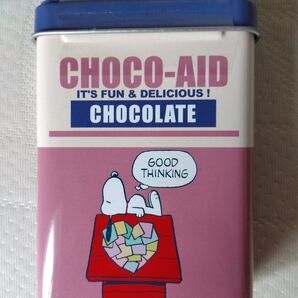 CHOCO-AID
IT'S FUN & DELICIOUS !
CHOCOLATE
GOOD
THINKING